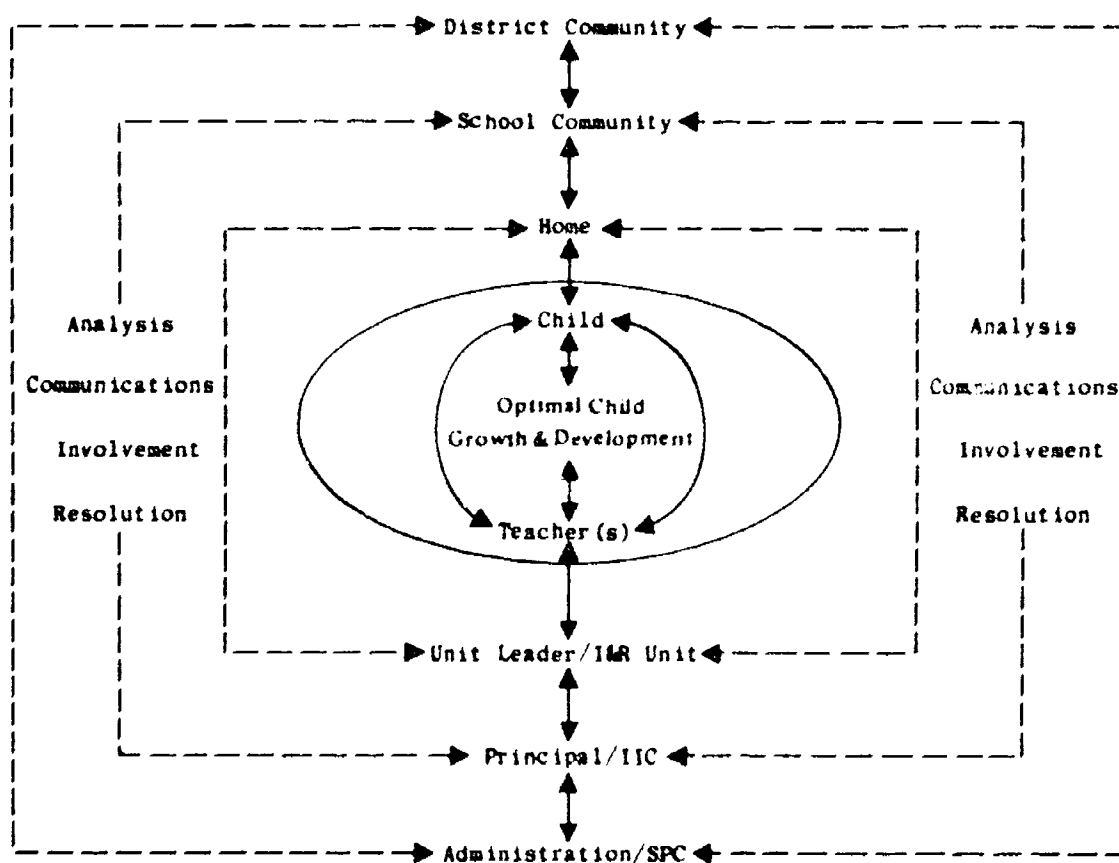 District Community
School Community
Home
Child
Optimal Child
Growth & Development
Teacher(s)
Unit Leader/I&R Unit
Principal/IIC
Administration/SPC
Analysis
Communications
Involvement
Resolution
Analysis
Communications
Involvement
Resolution